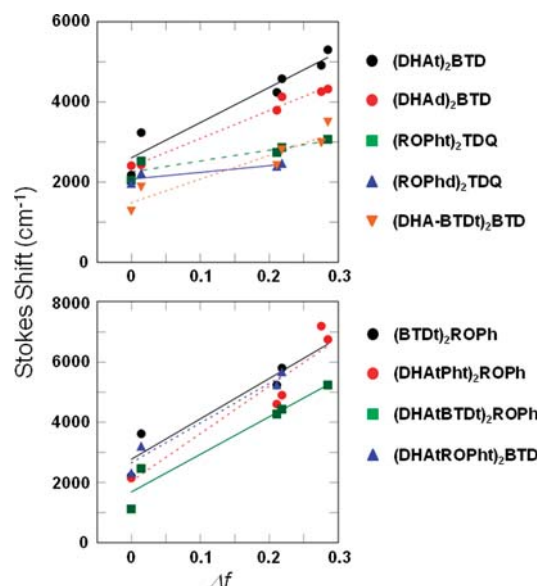 6000
4000
2000
0
0
0.1
0.2
0.3
(DHAt)₂BTD
(DHAd)₂BTD
(ROPht)₂TDQ
(ROPhd)₂TDQ
(DHA-BTDt)₂BTD
Stokes Shift (cm⁻¹)
8000
6000
4000
2000
0
0
0.1
0.2
0.3
(BTDt)₂ROPh
(DHAtPht)₂ROPh
(DHAtBTDt)₂ROPh
(DHAtROPht)₂BTD
Δf